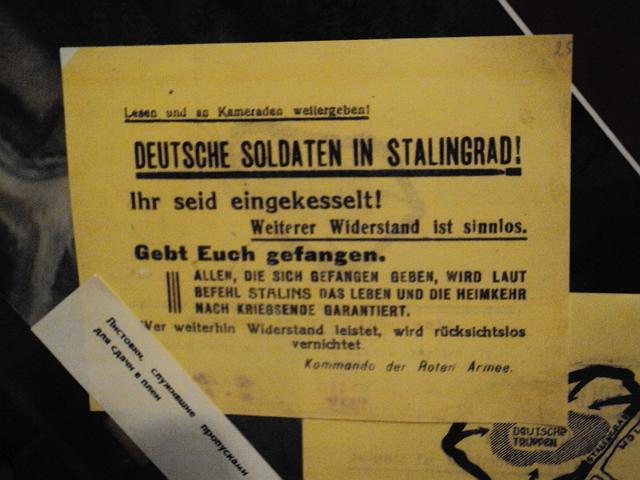 25
Lesen und an Kameraden weitergeben!
DEUTSCHE SOLDATEN IN STALINGRAD!
Ihr seid eingekesselt!
Weiterer Widerstand ist sinnlos.
Gebt Euch gefangen.
ALLEN, DIE SICH GEFANGEN GEBEN, WIRD LAUT
BEFEHL STALINS DAS LEBEN UND DIE HEIMKEHR
NACH KRIEGSENDE GARANTIERT.
Wer weiterhin Widerstand leistet, wird rücksichtslos
vernichtet.
Kommando der Roten Armee.
Листовки, служившие пропусками
для сдачи в плен
DEUTSCHE
TRUPPEN
STALINGRAD